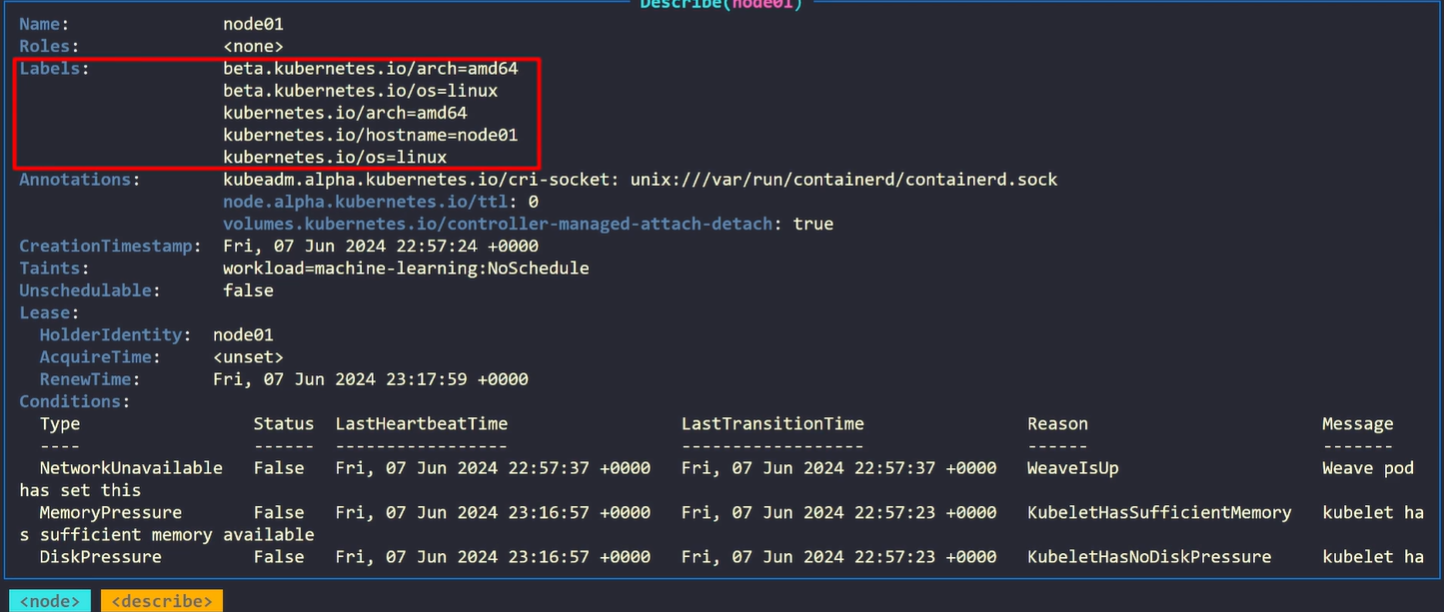 Describe(node01)
Name: node01
Roles: <none>
Labels: beta.kubernetes.io/arch=amd64
beta.kubernetes.io/os=linux
kubernetes.io/arch=amd64
kubernetes.io/hostname=node01
kubernetes.io/os=linux
Annotations: kubeadm.alpha.kubernetes.io/cri-socket: unix:///var/run/containerd/containerd.sock
node.alpha.kubernetes.io/ttl: 0
volumes.kubernetes.io/controller-managed-attach-detach: true
CreationTimestamp: Fri, 07 Jun 2024 22:57:24 +0000
Taints: workload=machine-learning:NoSchedule
Unschedulable: false
Lease:
HolderIdentity: node01
AcquireTime: <unset>
RenewTime: Fri, 07 Jun 2024 23:17:59 +0000
Conditions:
Type Status LastHeartbeatTime LastTransitionTime Reason Message
---- ------ ----------------- ------------------ ------ -------
NetworkUnavailable False Fri, 07 Jun 2024 22:57:37 +0000 Fri, 07 Jun 2024 22:57:37 +0000 WeaveIsUp Weave pod
has set this
MemoryPressure False Fri, 07 Jun 2024 23:16:57 +0000 Fri, 07 Jun 2024 22:57:23 +0000 KubeletHasSufficientMemory kubelet ha
s sufficient memory available
DiskPressure False Fri, 07 Jun 2024 23:16:57 +0000 Fri, 07 Jun 2024 22:57:23 +0000 KubeletHasNoDiskPressure kubelet ha
<node> <describe>